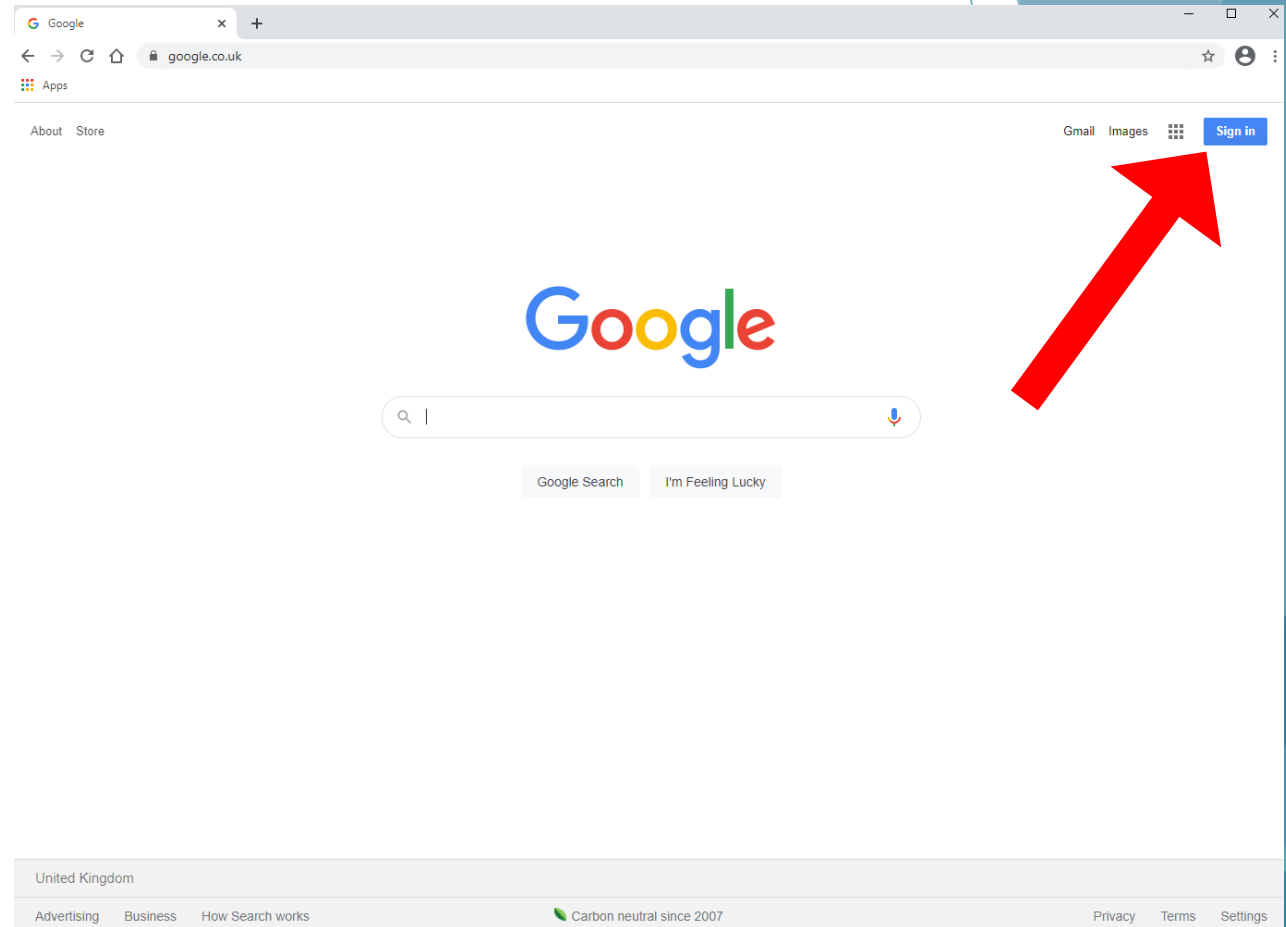 Google
google.co.uk
Apps
About Store Gmail Images Sign in
Google
Google Search I'm Feeling Lucky
United Kingdom
Advertising Business How Search works Carbon neutral since 2007 Privacy Terms Settings